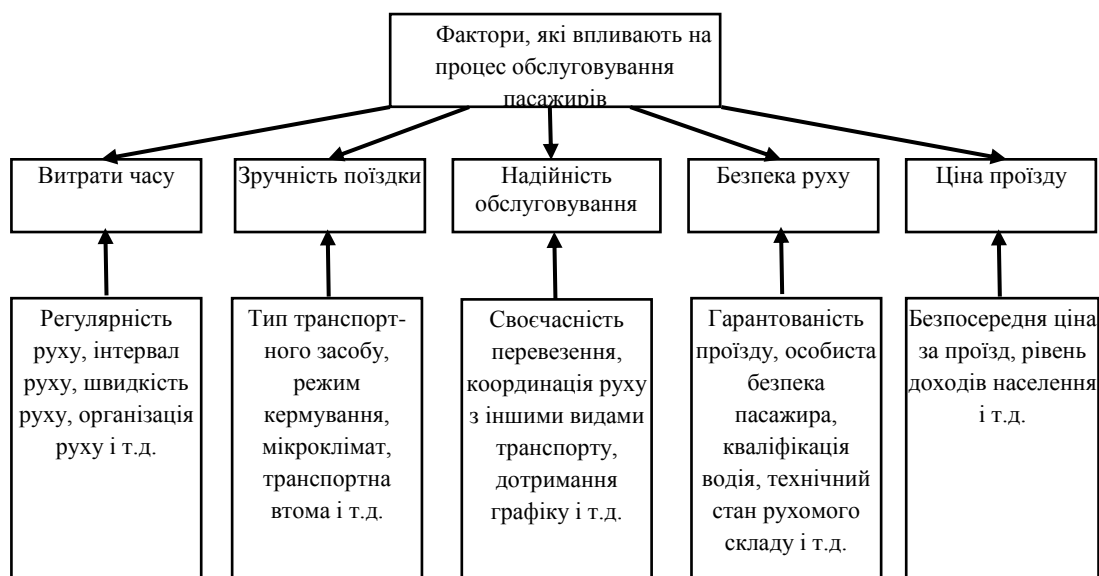 Фактори, які впливають на
процес обслуговування
пасажирів
Витрати часу
Зручність поїздки
Надійність
обслуговування
Безпека руху
Ціна проїзду
Регулярність
руху, інтервал
руху, швидкість
руху, організація
руху і т.д.
Тип транспорт-
ного засобу,
режим
кермування,
мікроклімат,
транспортна
втома і т.д.
Своєчасність
перевезення,
координація руху
з іншими видами
транспорту,
дотримання
графіку і т.д.
Гарантованість
проїзду, особиста
безпека
пасажира,
кваліфікація
водія, технічний
стан рухомого
складу і т.д.
Безпосередня ціна
за проїзд, рівень
доходів населення
і т.д.